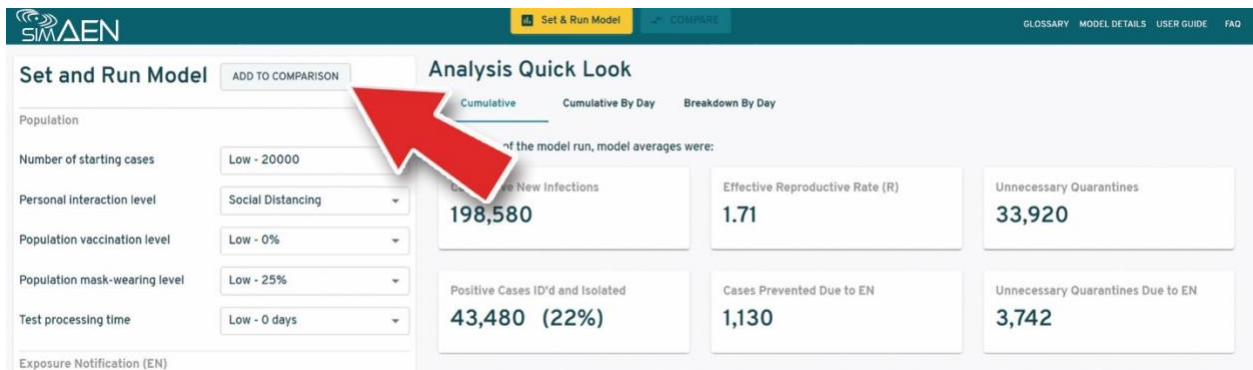 SIMAEN
Set & Run Model
COMPARE
GLOSSARY MODEL DETAILS USER GUIDE FAQ
Set and Run Model
ADD TO COMPARISON
Population
Number of starting cases
Low - 20000
Personal interaction level
Social Distancing
Population vaccination level
Low - 0%
Population mask-wearing level
Low - 25%
Test processing time
Low - 0 days
Exposure Notification (EN)
Analysis Quick Look
Cumulative
Cumulative By Day
Breakdown By Day
of the model run, model averages were:
New Infections
198,580
Effective Reproductive Rate (R)
1.71
Unnecessary Quarantines
33,920
Positive Cases ID'd and Isolated
43,480 (22%)
Cases Prevented Due to EN
1,130
Unnecessary Quarantines Due to EN
3,742